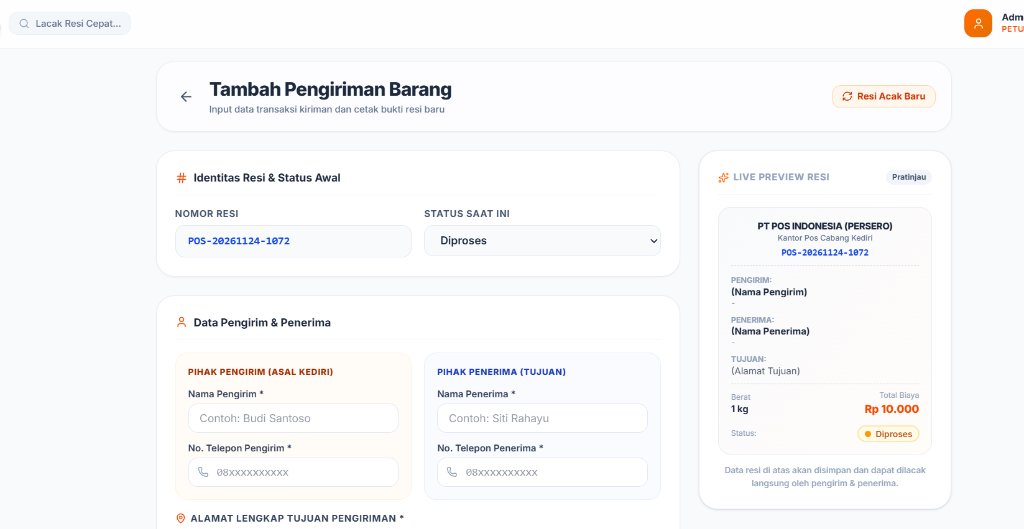 Lacak Resi Cepat...
Tambah Pengiriman Barang
Input data transaksi kiriman dan cetak bukti resi baru
Resi Acak Baru
Identitas Resi & Status Awal
NOMOR RESI
POS-20261124-1072
STATUS SAAT INI
Diproses
Data Pengirim & Penerima
PIHAK PENGIRIM (ASAL KEDIRI)
Nama Pengirim *
Contoh: Budi Santoso
No. Telepon Pengirim *
08xxxxxxxxxx
PIHAK PENERIMA (TUJUAN)
Nama Penerima *
Contoh: Siti Rahayu
No. Telepon Penerima *
08xxxxxxxxxx
ALAMAT LENGKAP TUJUAN PENGIRIMAN *
LIVE PREVIEW RESI
Pratinjau
PT POS INDONESIA (PERSERO)
Kantor Pos Cabang Kediri
POS-20261124-1072
PENGIRIM:
(Nama Pengirim)
-
PENERIMA:
(Nama Penerima)
-
TUJUAN:
(Alamat Tujuan)
Berat
1 kg
Total Biaya
Rp 10.000
Status:
Diproses
Data resi di atas akan disimpan dan dapat dilacak
langsung oleh pengirim & penerima.